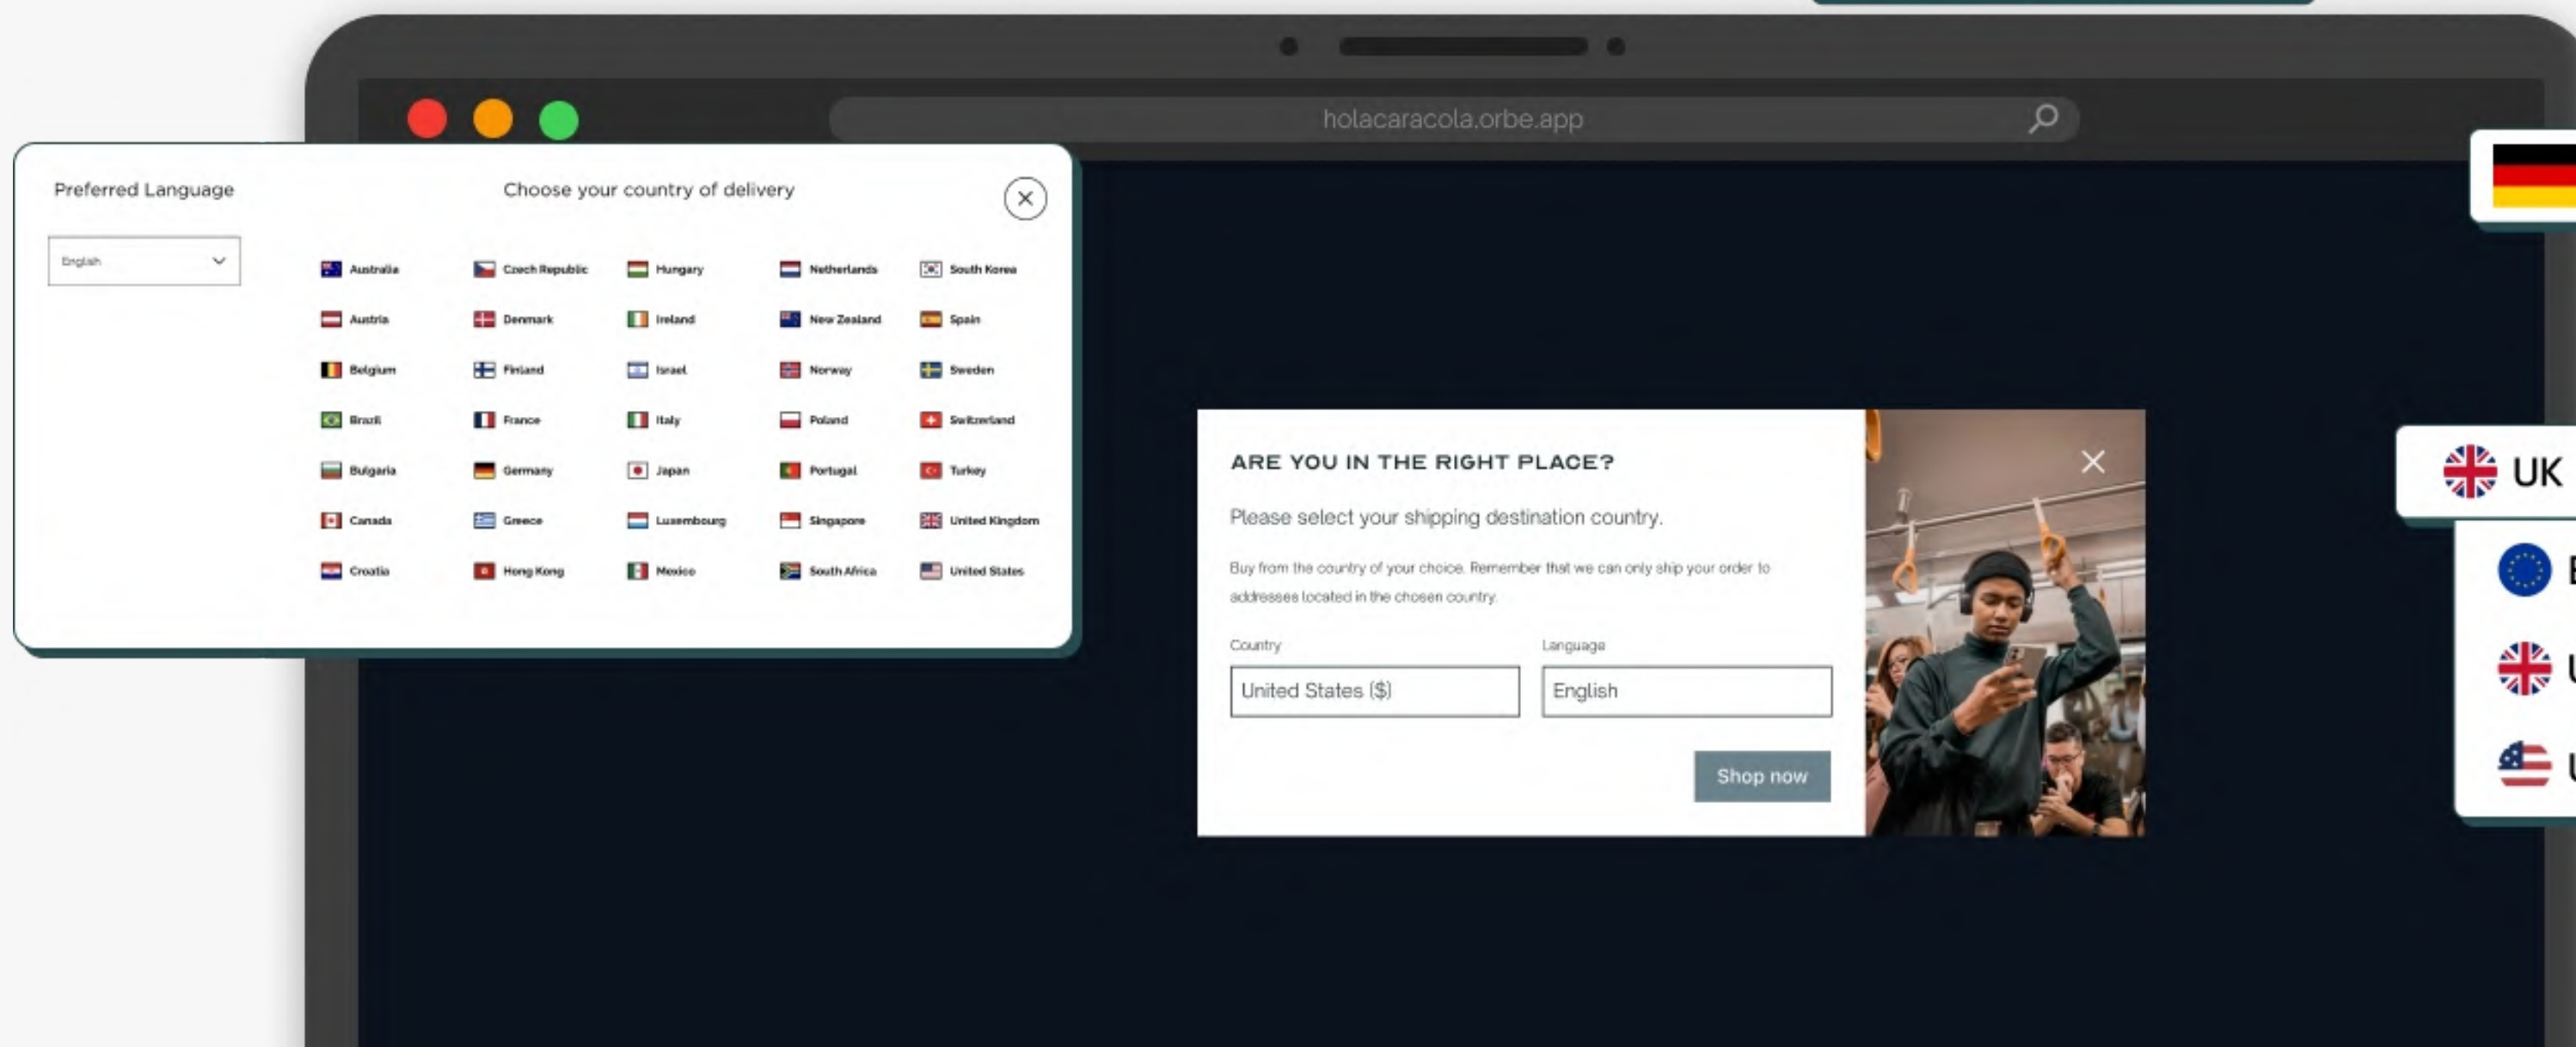 holacaracola.orbe.app
Preferred Language
Choose your country of delivery
English
Australia
Czech Republic
Hungary
Netherlands
South Korea
Austria
Denmark
Ireland
New Zealand
Spain
Belgium
Finland
Israel
Norway
Sweden
Brazil
France
Italy
Poland
Switzerland
Bulgaria
Germany
Japan
Portugal
Turkey
Canada
Greece
Luxembourg
Singapore
United Kingdom
Croatia
Hong Kong
Mexico
South Africa
United States
ARE YOU IN THE RIGHT PLACE?
Please select your shipping destination country.
Buy from the country of your choice. Remember that we can only ship your order to
addresses located in the chosen country.
Country
Language
United States ($)
English
Shop now
UK